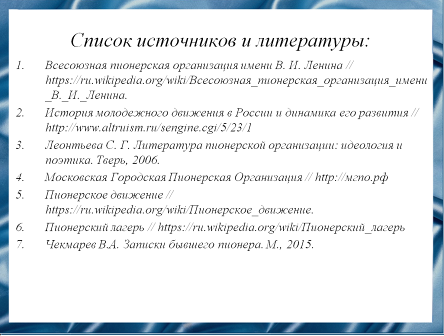 Список источников и литературы:
1. Всесоюзная пионерская организация имени В. И. Ленина //
https://ru.wikipedia.org/wiki/Всесоюзная_пионерская_организация_имени
_В._И._Ленина.
2. История молодежного движения в России и динамика его развития //
http://www.altruism.ru/sengine.cgi/5/23/1
3. Леонтьева С. Г. Литература пионерской организации: идеология и
поэтика. Тверь, 2006.
4. Московская Городская Пионерская Организация // http://мгпо.рф
5. Пионерское движение //
https://ru.wikipedia.org/wiki/Пионерское_движение.
6. Пионерский лагерь // https://ru.wikipedia.org/wiki/Пионерский_лагерь
7. Чекмарев В.А. Записки бывшего пионера. М., 2015.